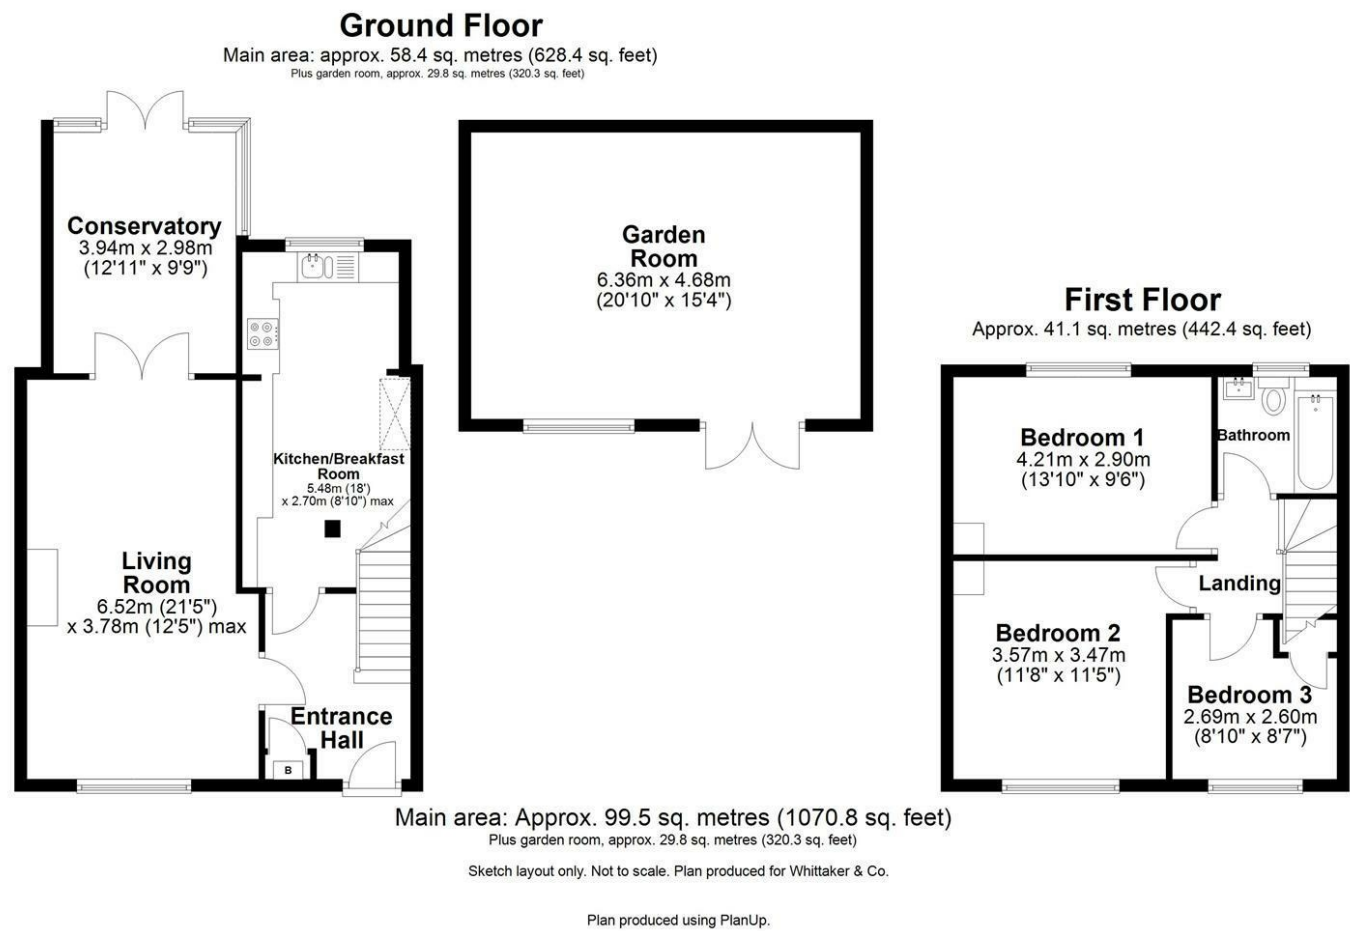 Ground Floor
Main area: approx. 58.4 sq. metres (628.4 sq. feet)
Plus garden room, approx. 29.8 sq. metres (320.3 sq. feet)
Conservatory
3.94m x 2.98m
(12'11" x 9'9")
Kitchen/Breakfast
Room
5.48m (18')
x 2.70m (8'10") max
Living
Room
6.52m (21'5")
x 3.78m (12'5") max
Entrance
Hall
B
Garden
Room
6.36m x 4.68m
(20'10" x 15'4")
First Floor
Approx. 41.1 sq. metres (442.4 sq. feet)
Bedroom 1
4.21m x 2.90m
(13'10" x 9'6")
Bathroom
Landing
Bedroom 2
3.57m x 3.47m
(11'8" x 11'5")
Bedroom 3
2.69m x 2.60m
(8'10" x 8'7")
Main area: Approx. 99.5 sq. metres (1070.8 sq. feet)
Plus garden room, approx. 29.8 sq. metres (320.3 sq. feet)
Sketch layout only. Not to scale. Plan produced for Whittaker & Co.
Plan produced using PlanUp.